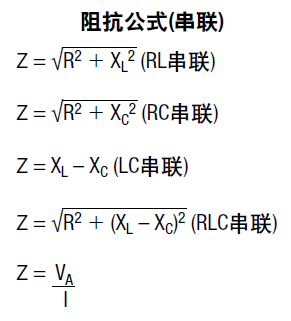 阻抗公式(串联)
Z = √R² + X_L² (RL串联)
Z = √R² + X_C² (RC串联)
Z = X_L – X_C (LC串联)
Z = √R² + (X_L – X_C)² (RLC串联)
Z = V_A / I